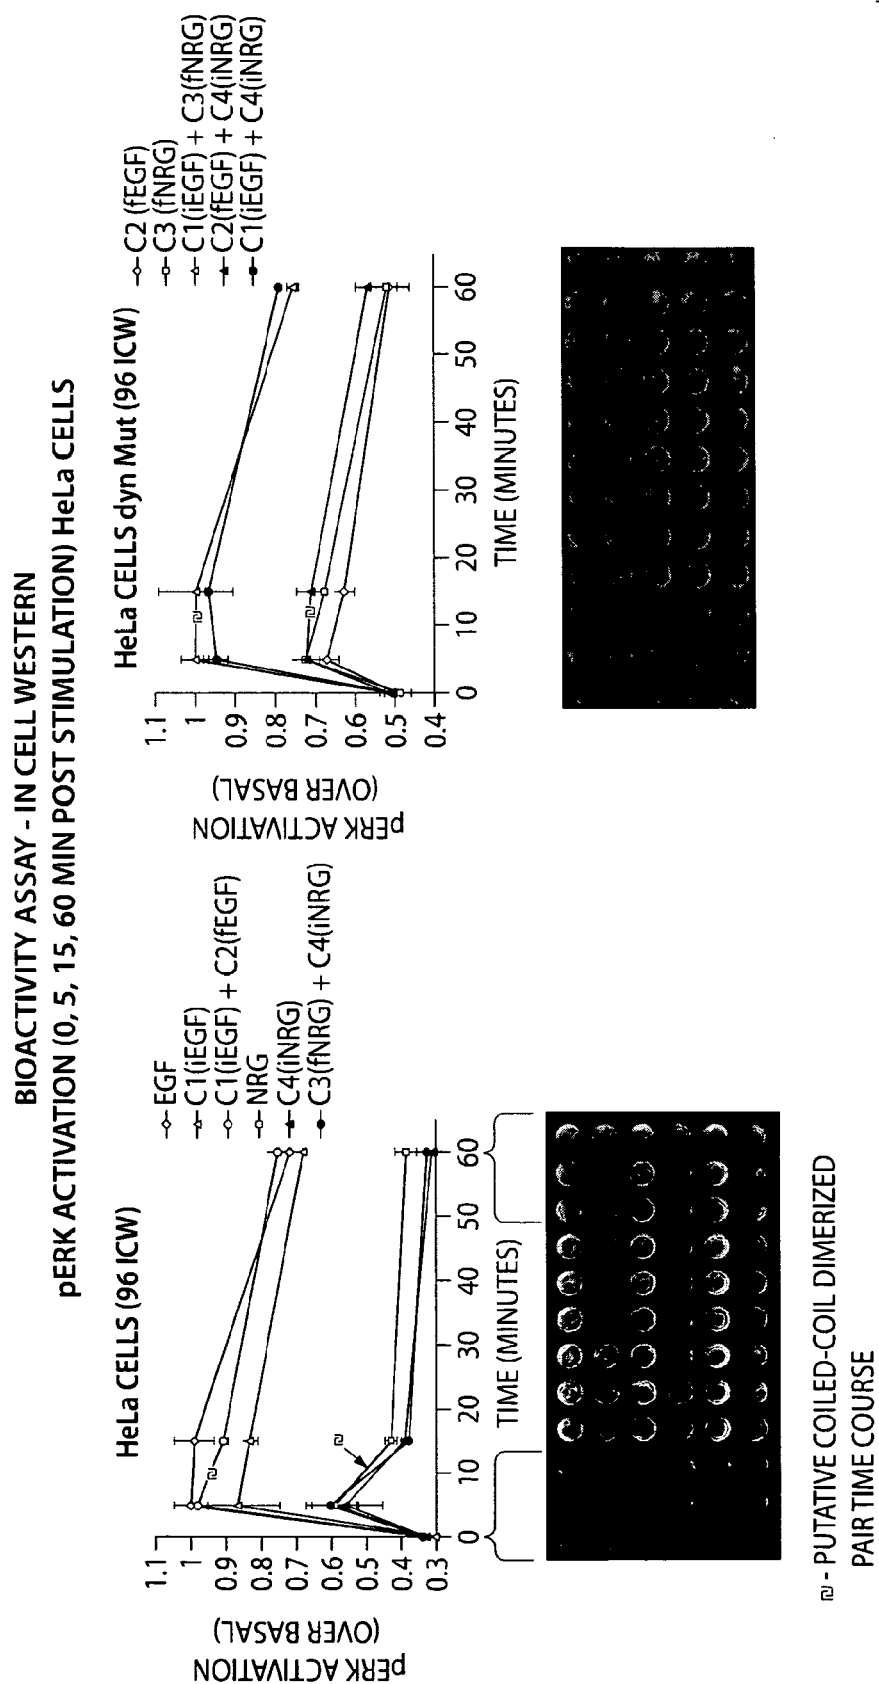 BIOACTIVITY ASSAY - IN CELL WESTERN
pERK ACTIVATION (0, 5, 15, 60 MIN POST STIMULATION) HeLa CELLS
HeLa CELLS (96 ICW)
EGF
C1(iEGF)
C1(iEGF) + C2(fEGF)
NRG
C4(iNRG)
C3(fNRG) + C4(iNRG)
pERK ACTIVATION
(OVER BASAL)
1.1
1
0.9
0.8
0.7
0.6
0.5
0.4
0.3
0
10
20
30
40
50
60
TIME (MINUTES)
HeLa CELLS dyn Mut (96 ICW)
C2 (fEGF)
C3 (fNRG)
C1(iEGF) + C3(fNRG)
C2(fEGF) + C4(iNRG)
C1(iEGF) + C4(iNRG)
pERK ACTIVATION
(OVER BASAL)
1.1
1
0.9
0.8
0.7
0.6
0.5
0.4
0
10
20
30
40
50
60
TIME (MINUTES)
- PUTATIVE COILED-COIL DIMERIZED
PAIR TIME COURSE